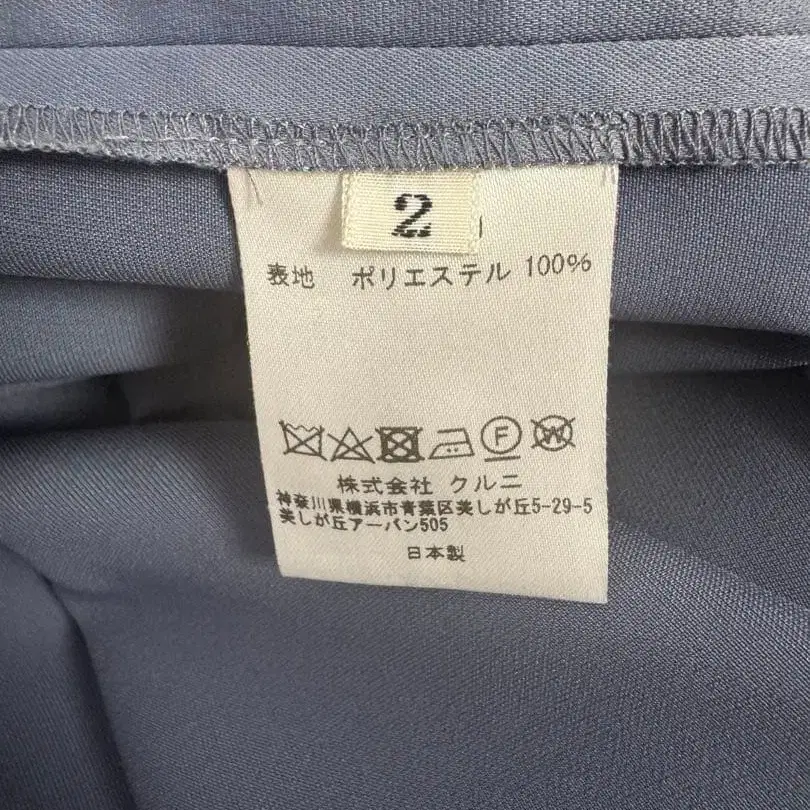 2
表地 ポリエステル 100%
F W
株式会社 クルニ
神奈川県横浜市青葉区美しが丘5-29-5
美しが丘アーバン505
日本製